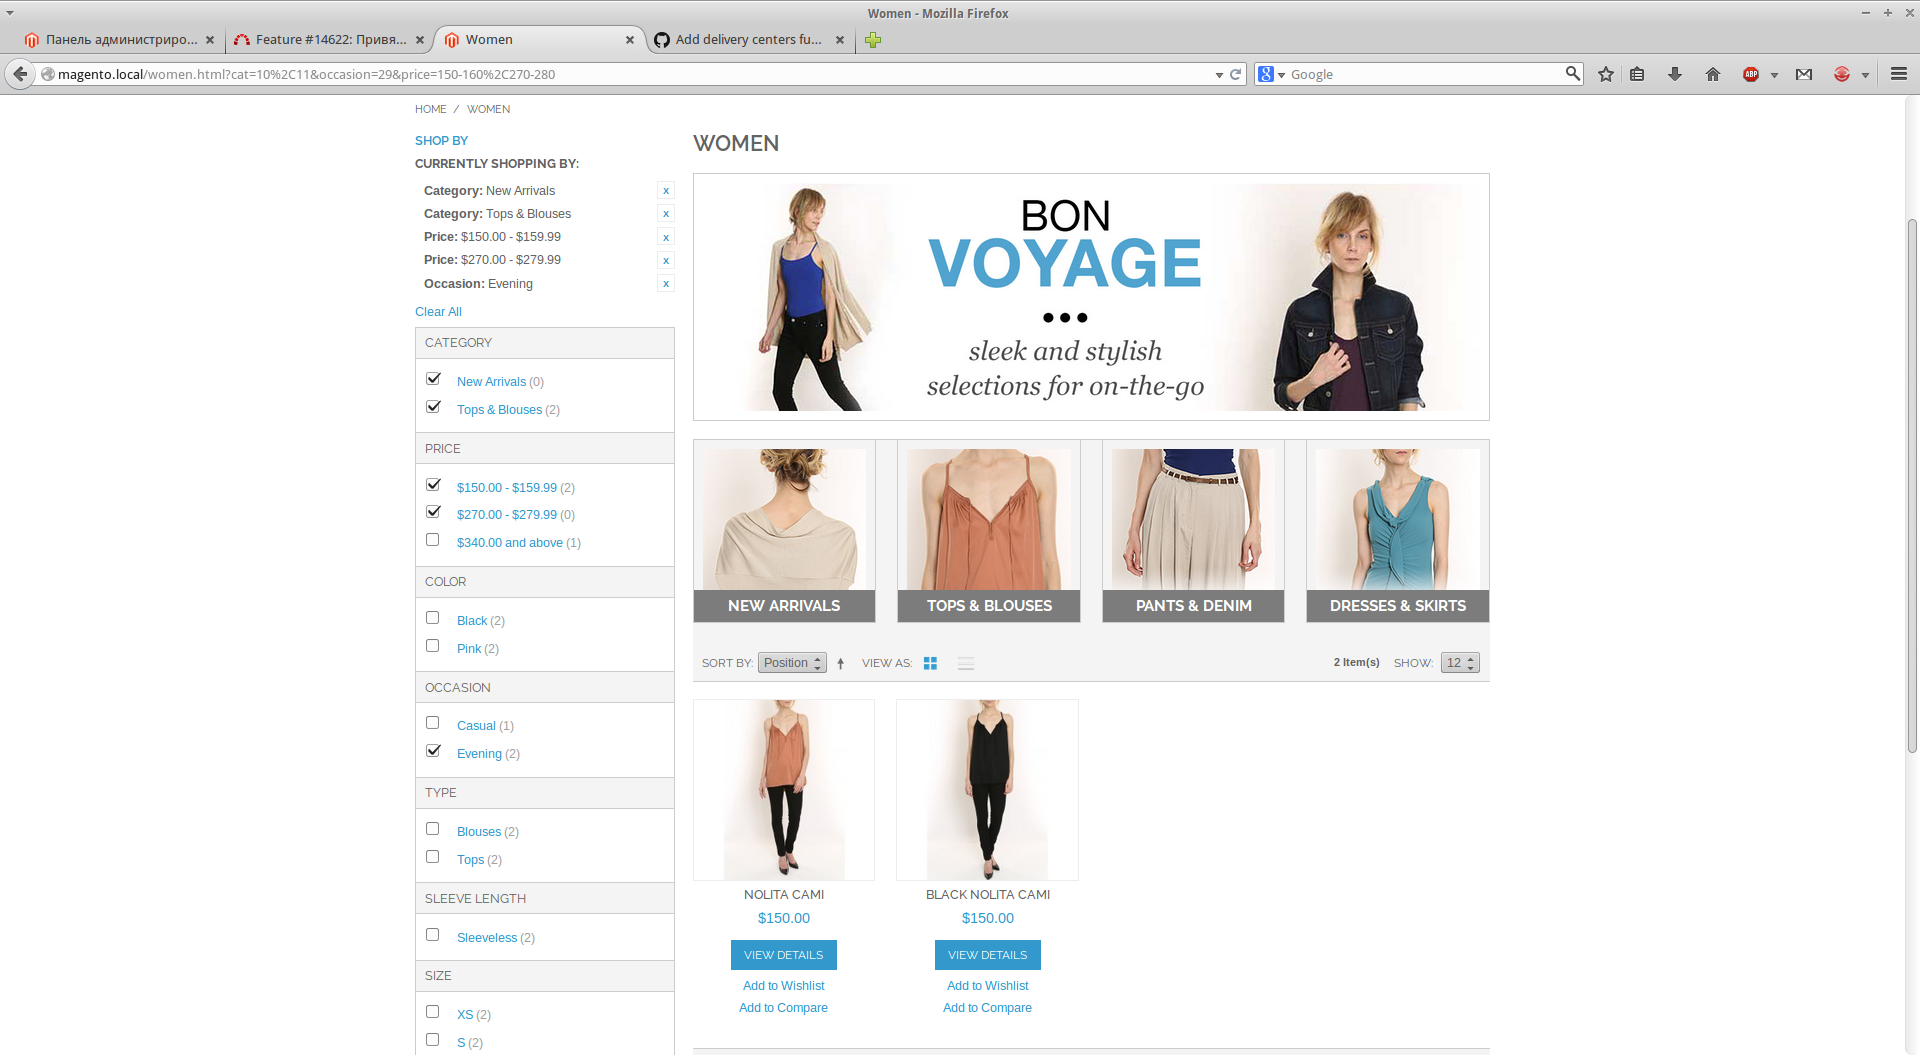 Women - Mozilla Firefox
Панель администриро...
Feature #14622: Привя...
Women
Add delivery centers fu...
magento.local/women.html?cat=10%2C11&occasion=29&price=150-160%2C270-280
Google
ABP
HOME / WOMEN
SHOP BY
CURRENTLY SHOPPING BY:
Category: New Arrivals x
Category: Tops & Blouses x
Price: $150.00 - $159.99 x
Price: $270.00 - $279.99 x
Occasion: Evening x
Clear All
CATEGORY
New Arrivals (0)
Tops & Blouses (2)
PRICE
$150.00 - $159.99 (2)
$270.00 - $279.99 (0)
$340.00 and above (1)
COLOR
Black (2)
Pink (2)
OCCASION
Casual (1)
Evening (2)
TYPE
Blouses (2)
Tops (2)
SLEEVE LENGTH
Sleeveless (2)
SIZE
XS (2)
S (2)
WOMEN
BON
VOYAGE
sleek and stylish
selections for on-the-go
NEW ARRIVALS
TOPS & BLOUSES
PANTS & DENIM
DRESSES & SKIRTS
SORT BY: Position VIEW AS: 2 Item(s) SHOW: 12
NOLITA CAMI
$150.00
VIEW DETAILS
Add to Wishlist
Add to Compare
BLACK NOLITA CAMI
$150.00
VIEW DETAILS
Add to Wishlist
Add to Compare